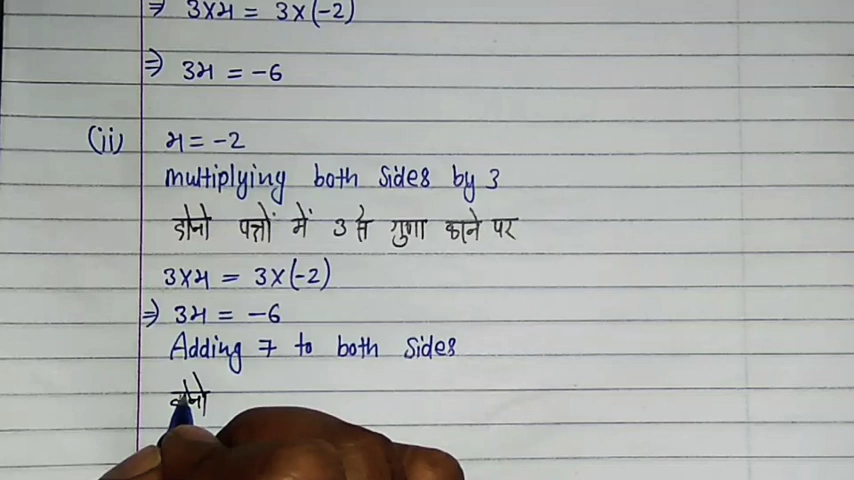 ⇒ 3×x = 3×(-2)
⇒ 3x = -6
(ii) x = -2
multiplying both sides by 3
दोनो पक्षों में 3 से गुणा करने पर
3×x = 3×(-2)
⇒ 3x = -6
Adding 7 to both sides
दोनो